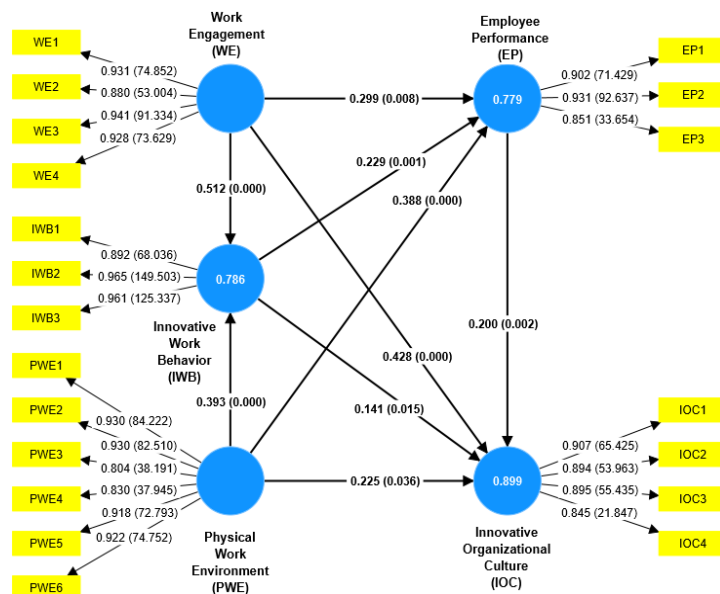 Work
Engagement
(WE)
Employee
Performance
(EP)
WE1
WE2
WE3
WE4
0.931 (74.852)
0.880 (53.004)
0.941 (91.334)
0.928 (73.629)
0.299 (0.008)
0.779
0.902 (71.429)
0.931 (92.637)
0.851 (33.654)
EP1
EP2
EP3
0.229 (0.001)
0.512 (0.000)
0.388 (0.000)
IWB1
IWB2
IWB3
0.892 (68.036)
0.965 (149.503)
0.961 (125.337)
0.786
Innovative
Work
Behavior
(IWB)
0.200 (0.002)
0.428 (0.000)
0.393 (0.000)
0.141 (0.015)
PWE1
PWE2
PWE3
PWE4
PWE5
PWE6
0.930 (84.222)
0.930 (82.510)
0.804 (38.191)
0.830 (37.945)
0.918 (72.793)
0.922 (74.752)
0.225 (0.036)
0.899
0.907 (65.425)
0.894 (53.963)
0.895 (55.435)
0.845 (21.847)
IOC1
IOC2
IOC3
IOC4
Physical
Work
Environment
(PWE)
Innovative
Organizational
Culture
(IOC)